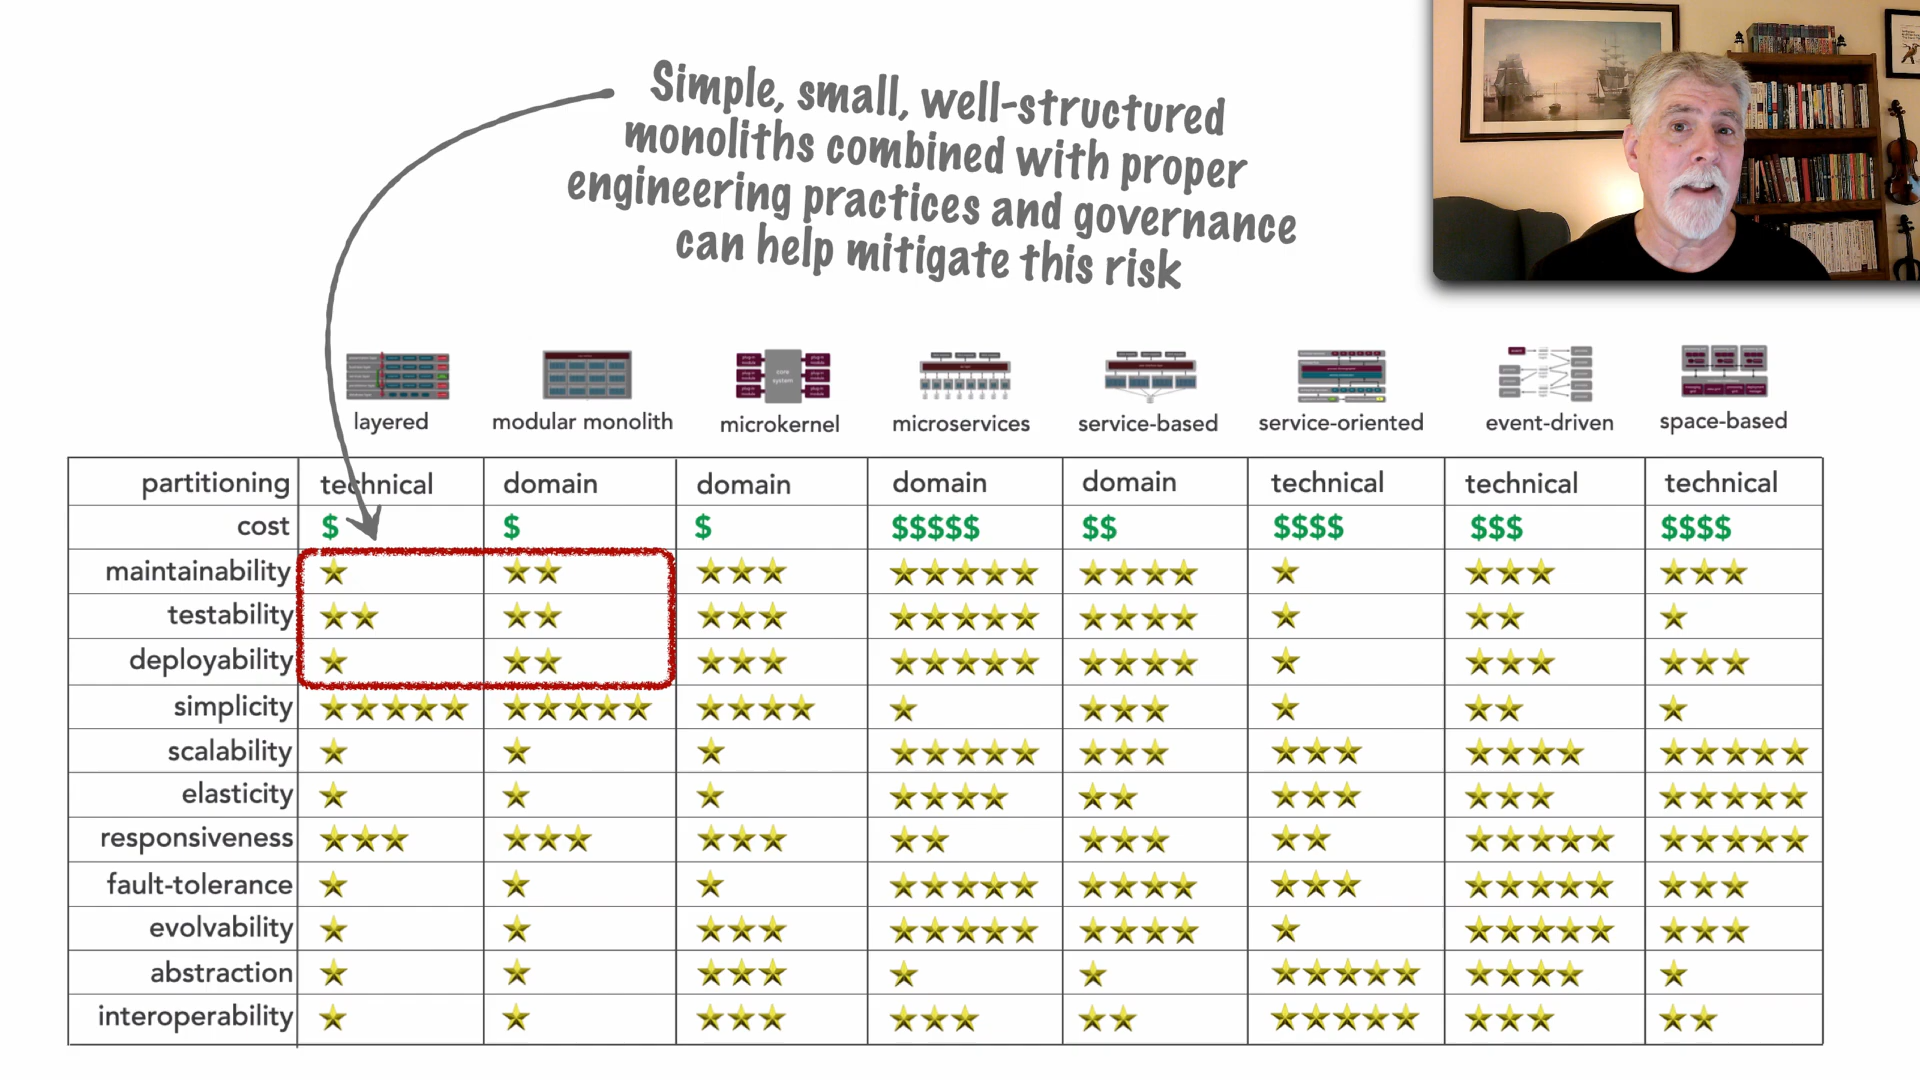 Simple, small, well-structured
monoliths combined with proper
engineering practices and governance
can help mitigate this risk
core
system
layered modular monolith microkernel microservices service-based service-oriented event-driven space-based
partitioning technical domain domain domain domain technical technical technical
cost $ $ $ $$$$$ $$ $$$$ $$$ $$$$
maintainability
testability
deployability
simplicity
scalability
elasticity
responsiveness
fault-tolerance
evolvability
abstraction
interoperability